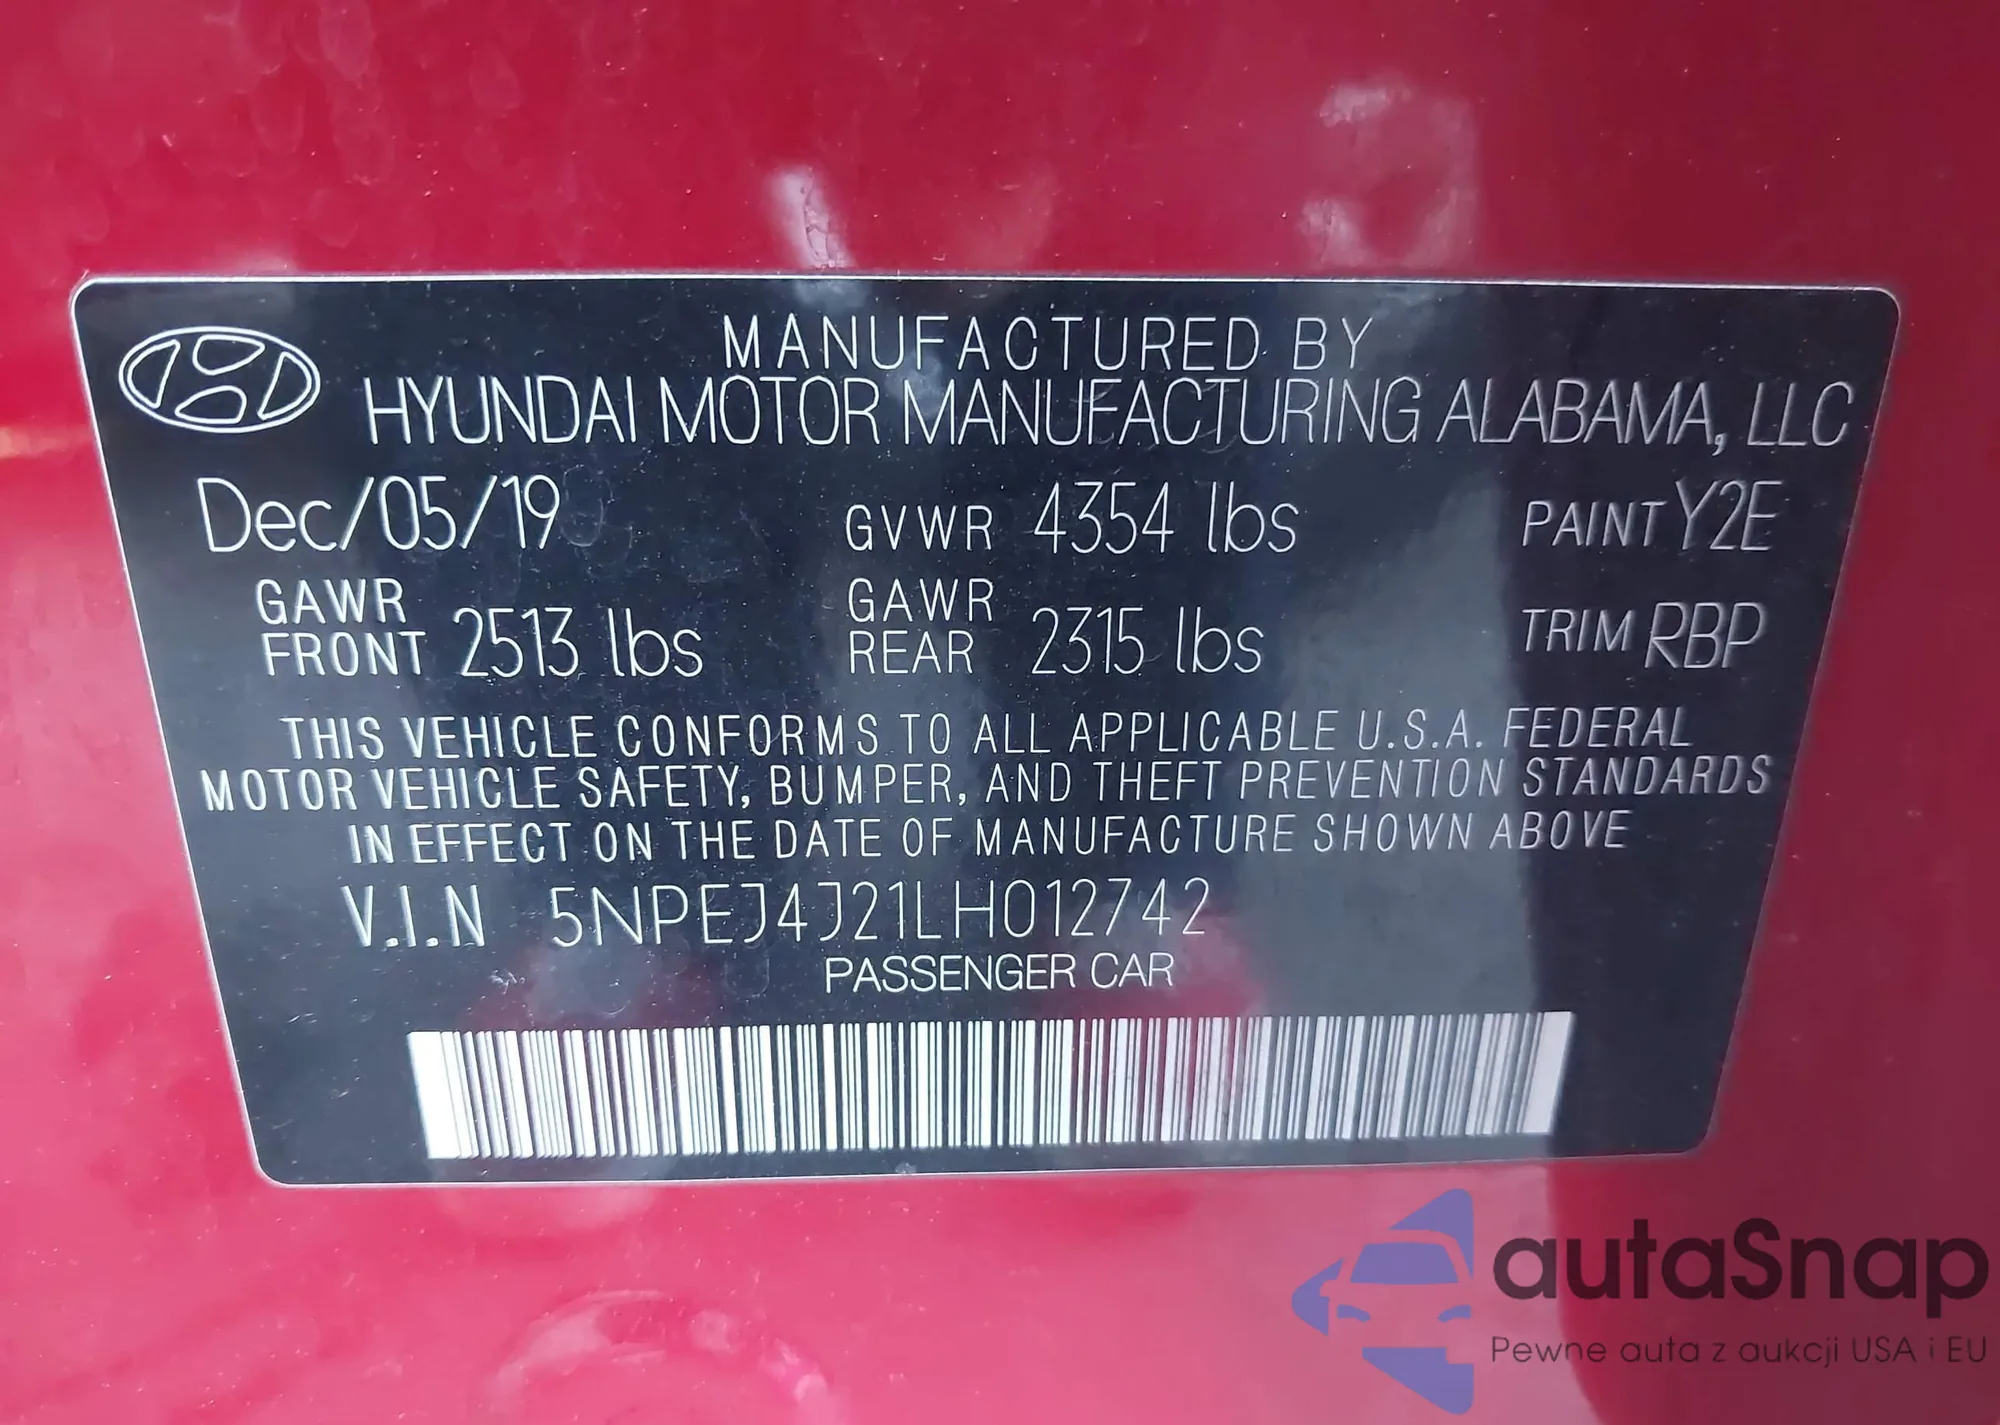 MANUFACTURED BY
HYUNDAI MOTOR MANUFACTURING ALABAMA, LLC
Dec/05/19 GVWR 4354 lbs PAINT Y2E
GAWR FRONT 2513 lbs GAWR REAR 2315 lbs TRIM RBP
THIS VEHICLE CONFORMS TO ALL APPLICABLE U.S.A. FEDERAL
MOTOR VEHICLE SAFETY, BUMPER, AND THEFT PREVENTION STANDARDS
IN EFFECT ON THE DATE OF MANUFACTURE SHOWN ABOVE
V.I.N 5NPEJ4J21LH012742
PASSENGER CAR
autaSnap
Pewne auta z aukcji USA i EU